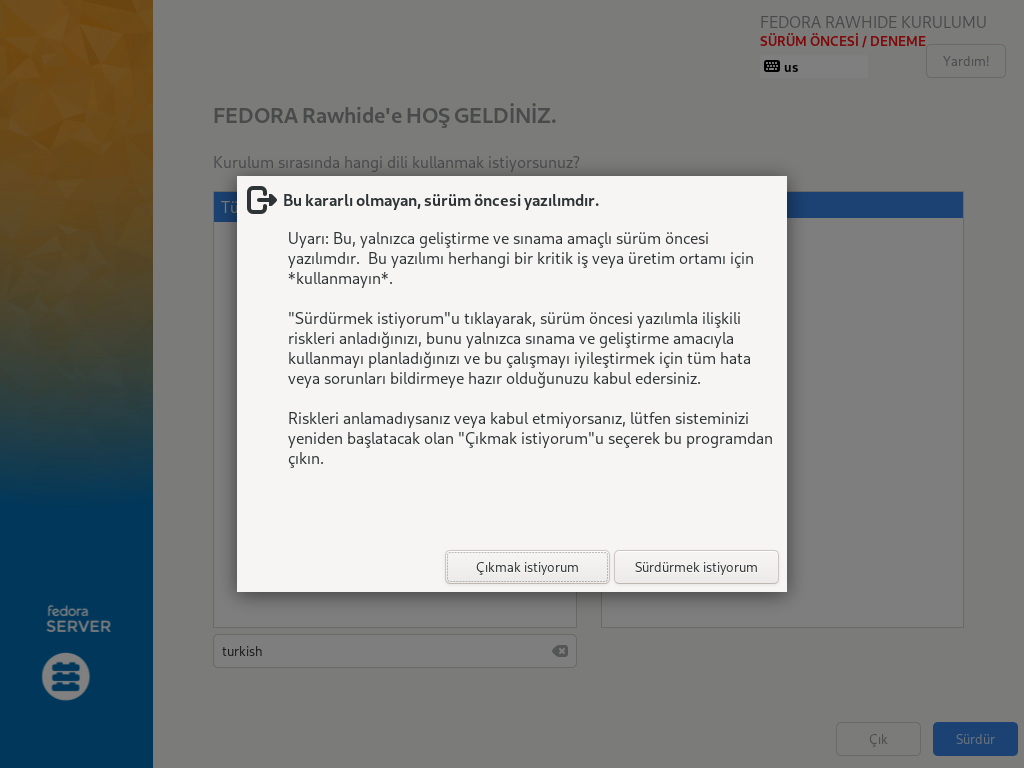 FEDORA RAWHIDE KURULUMU
SÜRÜM ÖNCESİ / DENEME
us
Yardım!
FEDORA Rawhide'e HOŞ GELDİNİZ.
Kurulum sırasında hangi dili kullanmak istiyorsunuz?
Bu kararlı olmayan, sürüm öncesi yazılımdır.
Uyarı: Bu, yalnızca geliştirme ve sınama amaçlı sürüm öncesi
yazılımdır.  Bu yazılımı herhangi bir kritik iş veya üretim ortamı için
*kullanmayın*.
"Sürdürmek istiyorum"u tıklayarak, sürüm öncesi yazılımla ilişkili
riskleri anladığınızı, bunu yalnızca sınama ve geliştirme amacıyla
kullanmayı planladığınızı ve bu çalışmayı iyileştirmek için tüm hata
veya sorunları bildirmeye hazır olduğunuzu kabul edersiniz.
Riskleri anlamadıysanız veya kabul etmiyorsanız, lütfen sisteminizi
yeniden başlatacak olan "Çıkmak istiyorum"u seçerek bu programdan
çıkın.
Çıkmak istiyorum
Sürdürmek istiyorum
fedora
SERVER
turkish
Çık
Sürdür